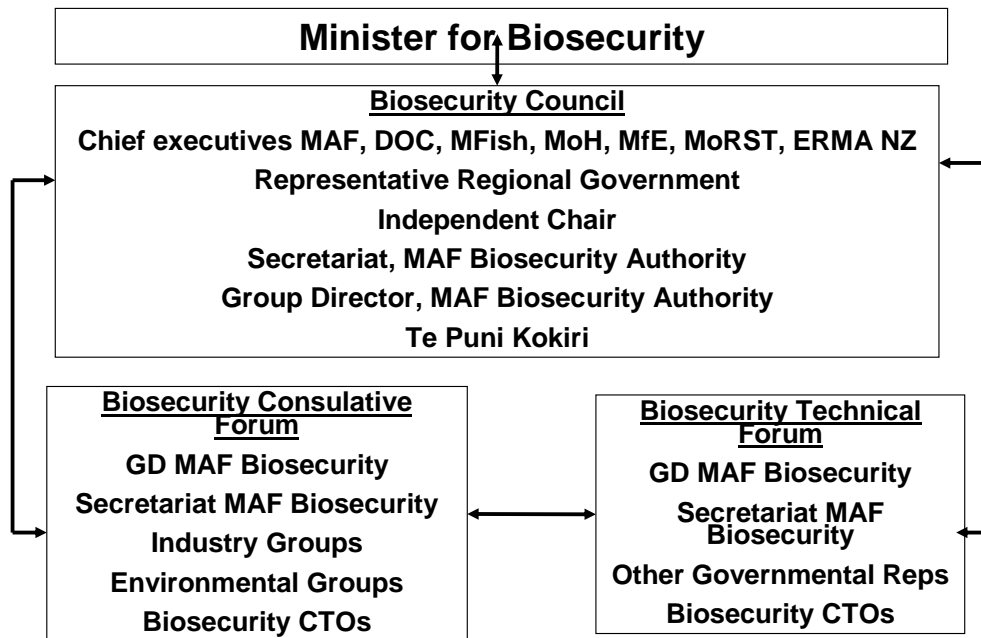 Minister for Biosecurity
Biosecurity Council
Chief executives MAF, DOC, MFish, MoH, MfE, MoRST, ERMA NZ
Representative Regional Government
Independent Chair
Secretariat, MAF Biosecurity Authority
Group Director, MAF Biosecurity Authority
Te Puni Kokiri
Biosecurity Consulative
Forum
GD MAF Biosecurity
Secretariat MAF Biosecurity
Industry Groups
Environmental Groups
Biosecurity CTOs
Biosecurity Technical
Forum
GD MAF Biosecurity
Secretariat MAF
Biosecurity
Other Governmental Reps
Biosecurity CTOs